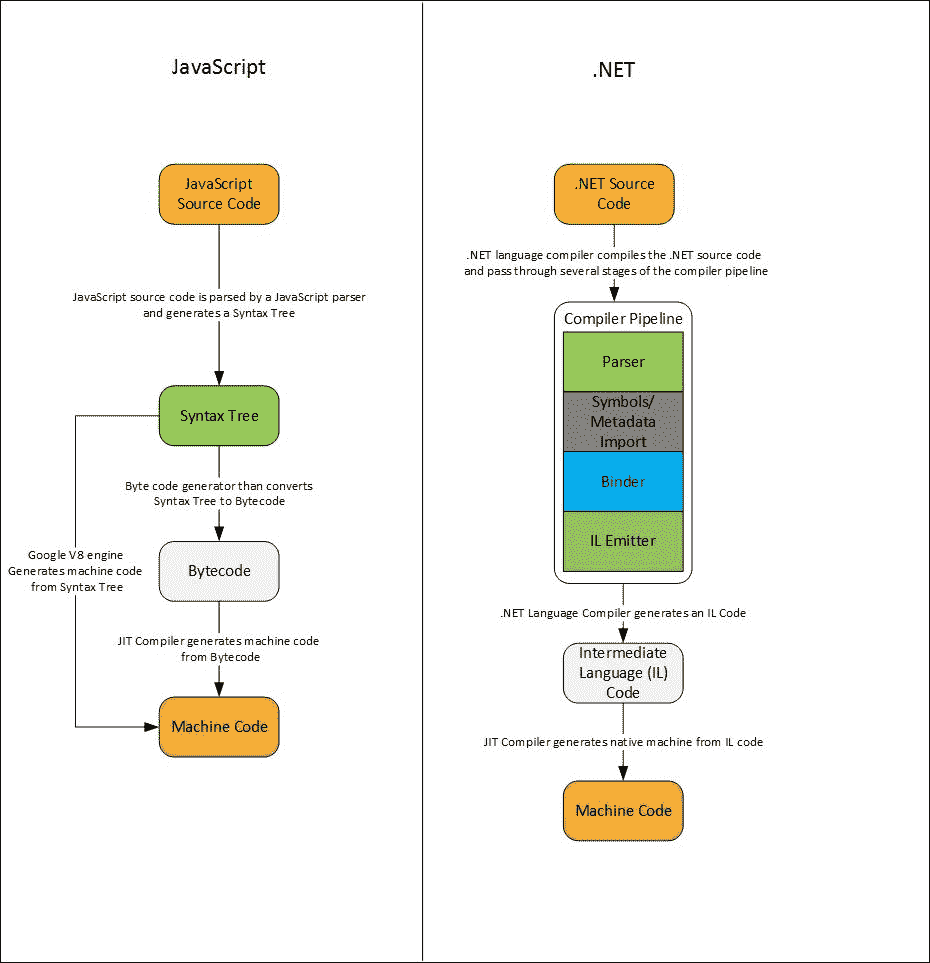 JavaScript
JavaScript
Source Code
JavaScript source code is parsed by a JavaScript parser
and generates a Syntax Tree
Syntax Tree
Byte code generator than converts
Syntax Tree to Bytecode
Google V8 engine
Generates machine code
from Syntax Tree
Bytecode
JIT Compiler generates machine code
from Bytecode
Machine Code
.NET
.NET Source
Code
.NET language compiler compiles the .NET source code
and pass through several stages of the compiler pipeline
Compiler Pipeline
Parser
Symbols/
Metadata
Import
Binder
IL Emitter
.NET Language Compiler generates an IL Code
Intermediate
Language (IL)
Code
JIT Compiler generates native machine from IL code
Machine Code